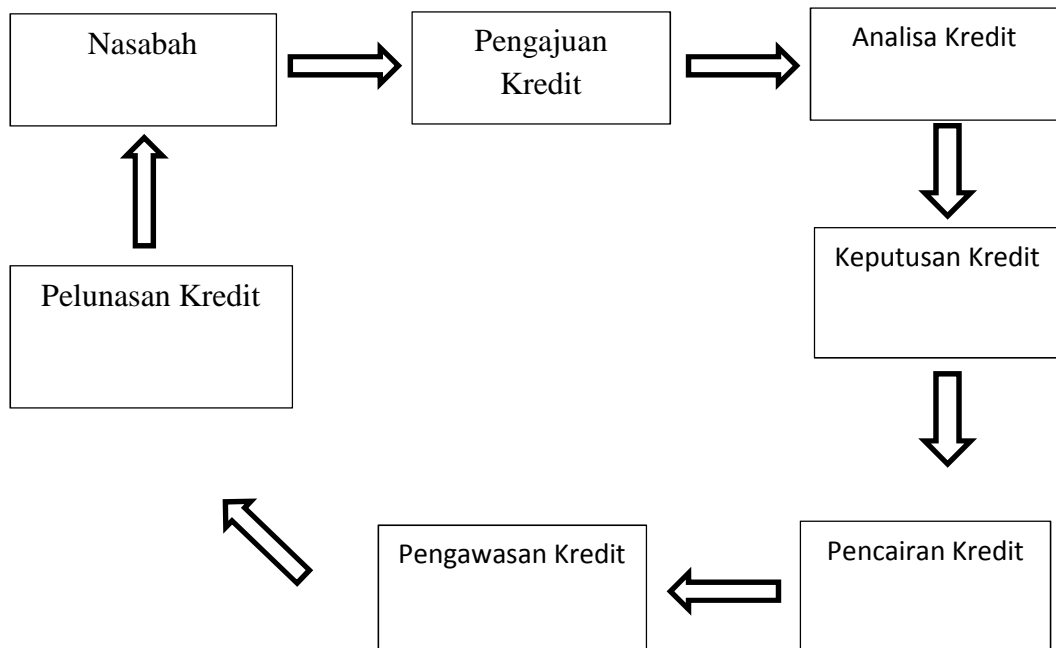 Nasabah
Pengajuan
Kredit
Analisa Kredit
Keputusan Kredit
Pelunasan Kredit
Pengawasan Kredit
Pencairan Kredit